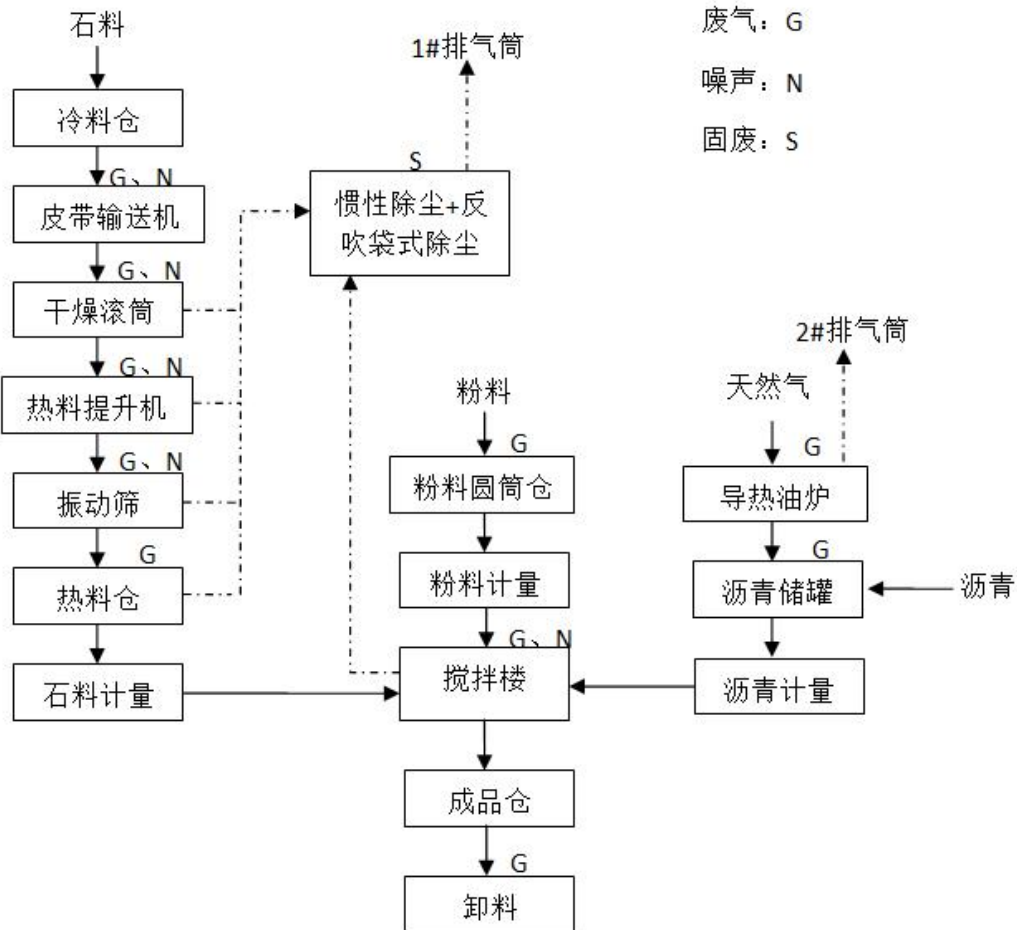 石料
冷料仓
G、N
皮带输送机
G、N
干燥滚筒
G、N
热料提升机
G、N
振动筛
G
热料仓
石料计量
1#排气筒
S
惯性除尘+反
吹袋式除尘
粉料
G
粉料圆筒仓
粉料计量
G、N
搅拌楼
成品仓
G
卸料
废气：G
噪声：N
固废：S
2#排气筒
天然气
G
导热油炉
G
沥青储罐
沥青
沥青计量